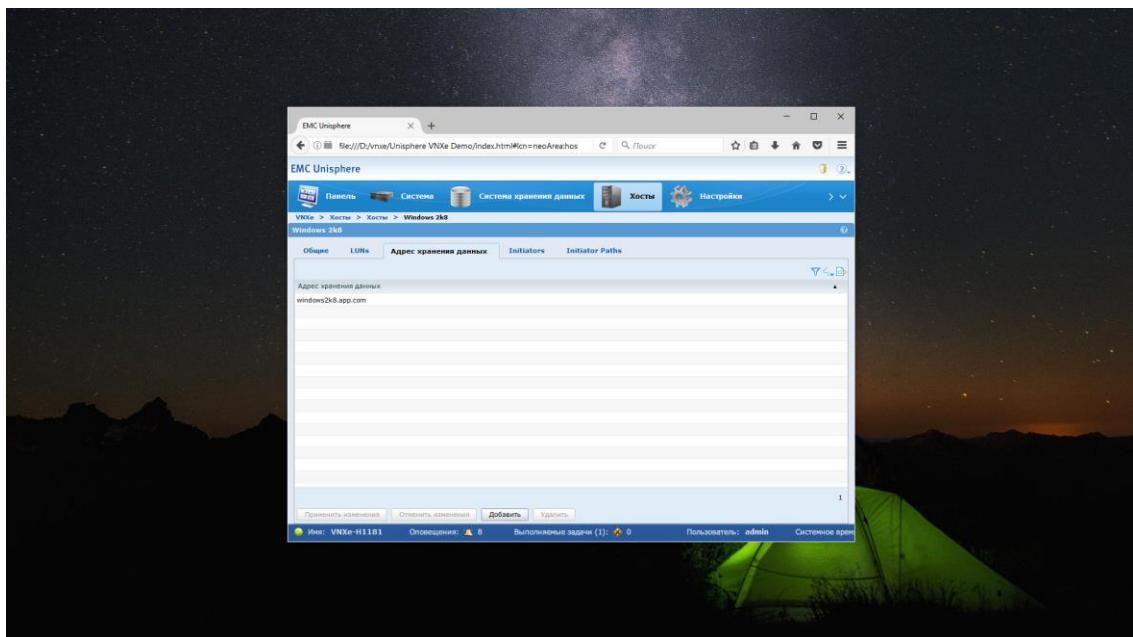 EMC Unisphere
file:///D:/vnxe/Unisphere VNXe Demo/index.html#lcn=neoArea:hos
Поиск
EMC Unisphere
Панель Система Система хранения данных Хосты Настройки
VNXe > Хосты > Хосты > Windows 2k8
Windows 2k8
Общие LUNs Адрес хранения данных Initiators Initiator Paths
Адрес хранения данных
windows2k8.app.com
1
Применить изменения Отменить изменения Добавить Удалить
Имя: VNXe-H1181 Оповещения: 8 Выполняемые задачи (1): 0 Пользователь: admin Системное врем